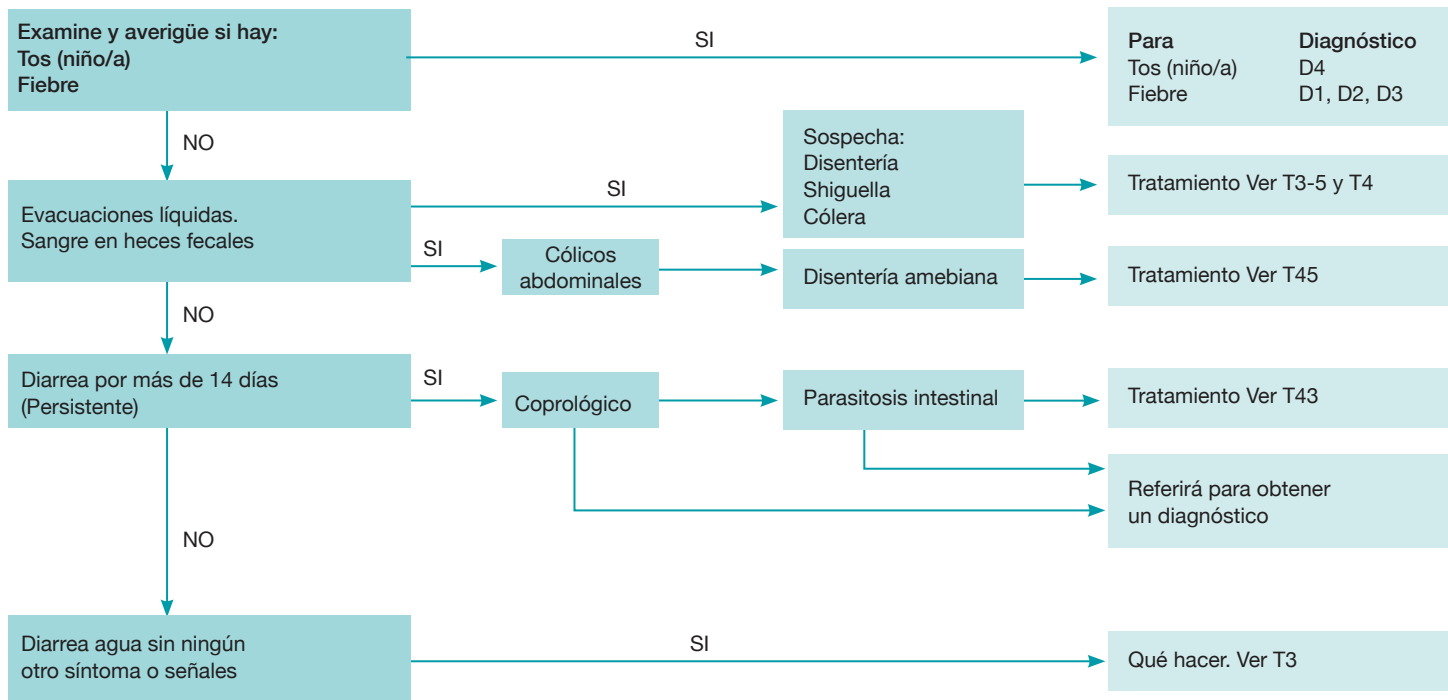 Examine y averigüe si hay:
Tos (niño/a)
Fiebre
SI
Para Diagnóstico
Tos (niño/a) D4
Fiebre D1, D2, D3
NO
Evacuaciones líquidas.
Sangre en heces fecales
SI
Sospecha:
Disentería
Shiguella
Cólera
Tratamiento Ver T3-5 y T4
SI
Cólicos
abdominales
Disentería amebiana
Tratamiento Ver T45
NO
Diarrea por más de 14 días
(Persistente)
SI
Coprológico
Parasitosis intestinal
Tratamiento Ver T43
Referirá para obtener
un diagnóstico
NO
Diarrea agua sin ningún
otro síntoma o señales
SI
Qué hacer. Ver T3